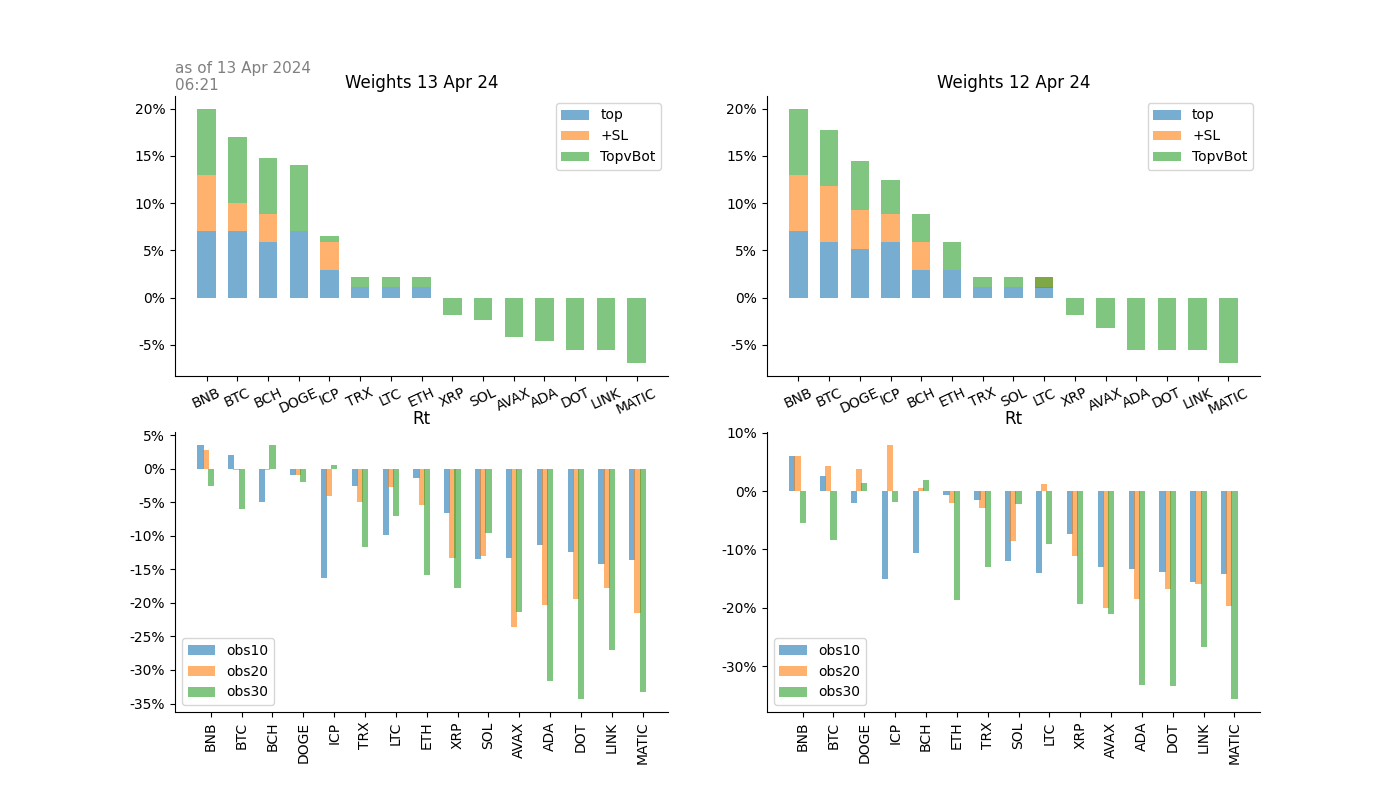 as of 13 Apr 2024
06:21
Weights 13 Apr 24
20%
15%
10%
5%
0%
-5%
top
+SL
TopvBot
BNB BTC BCH DOGE ICP TRX LTC ETH XRP SOL AVAX ADA DOT LINK MATIC
Weights 12 Apr 24
20%
15%
10%
5%
0%
-5%
top
+SL
TopvBot
BNB BTC DOGE ICP BCH ETH TRX SOL LTC XRP AVAX ADA DOT LINK MATIC
Rt
5%
0%
-5%
-10%
-15%
-20%
-25%
-30%
-35%
obs10
obs20
obs30
BNB BTC BCH DOGE ICP TRX LTC ETH XRP SOL AVAX ADA DOT LINK MATIC
Rt
10%
0%
-10%
-20%
-30%
obs10
obs20
obs30
BNB BTC DOGE ICP BCH ETH TRX SOL LTC XRP AVAX ADA DOT LINK MATIC